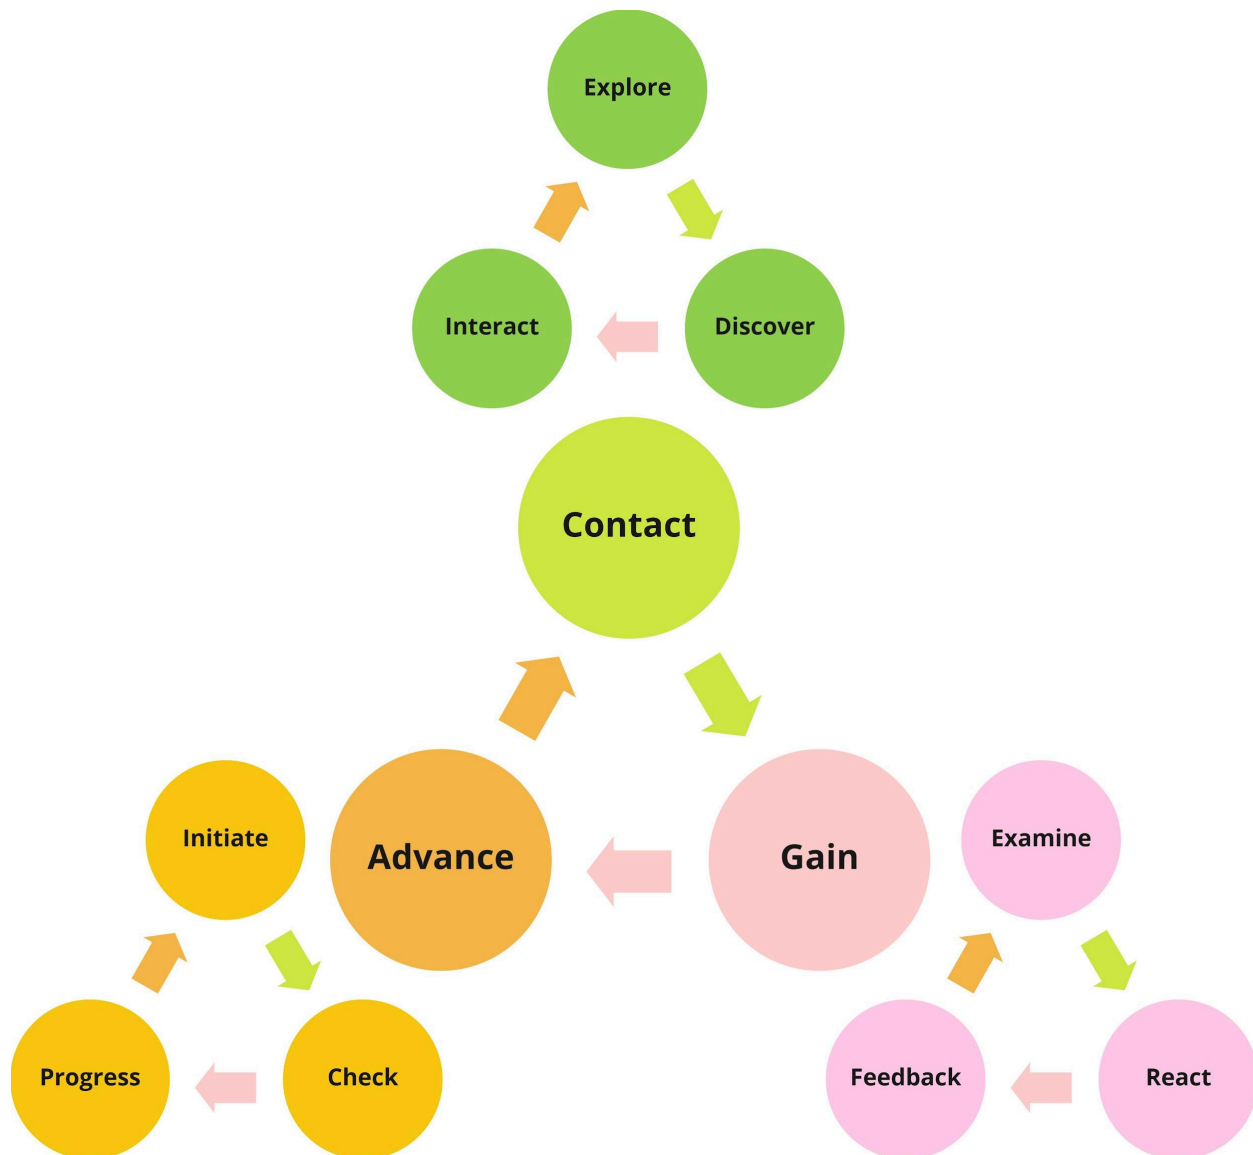 Explore
Interact
Discover
Contact
Advance
Gain
Initiate
Progress
Check
Examine
Feedback
React